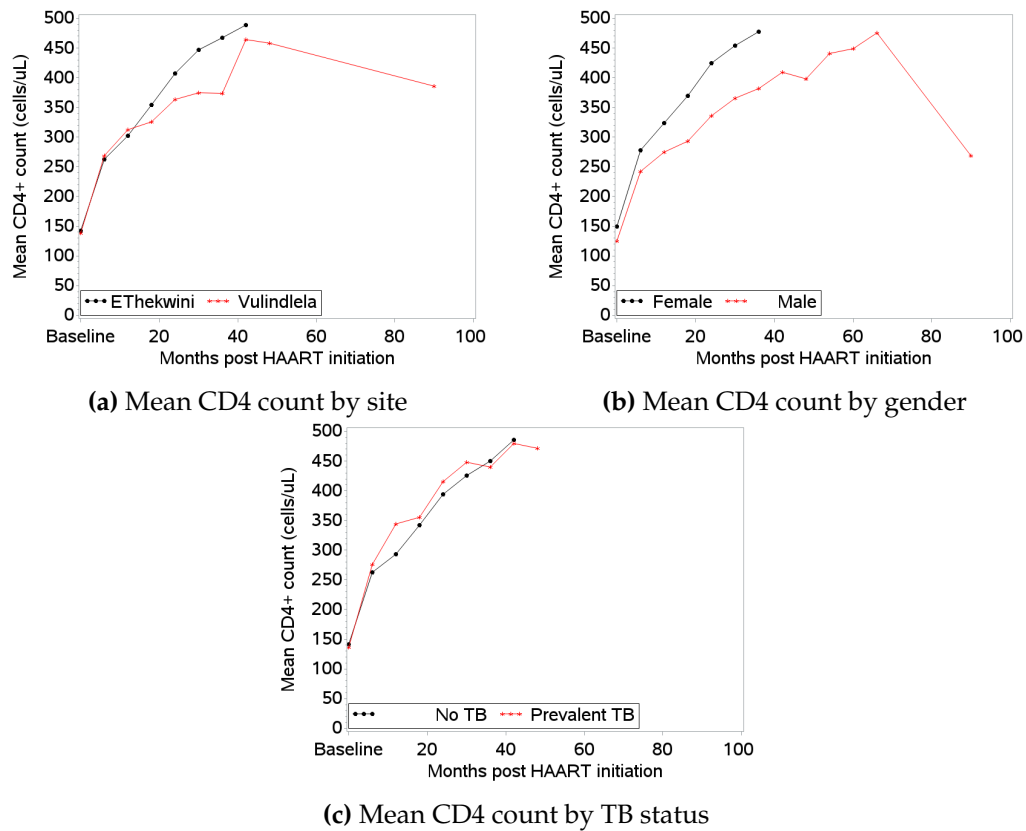 500
450
400
350
300
250
200
150
100
50
0
Mean CD4+ count (cells/uL)
EThekwini Vulindlela
Baseline 20 40 60 80 100
Months post HAART initiation
(a) Mean CD4 count by site
500
450
400
350
300
250
200
150
100
50
0
Mean CD4+ count (cells/uL)
Female Male
Baseline 20 40 60 80 100
Months post HAART initiation
(b) Mean CD4 count by gender
500
450
400
350
300
250
200
150
100
50
0
Mean CD4+ count (cells/uL)
No TB Prevalent TB
Baseline 20 40 60 80 100
Months post HAART initiation
(c) Mean CD4 count by TB status